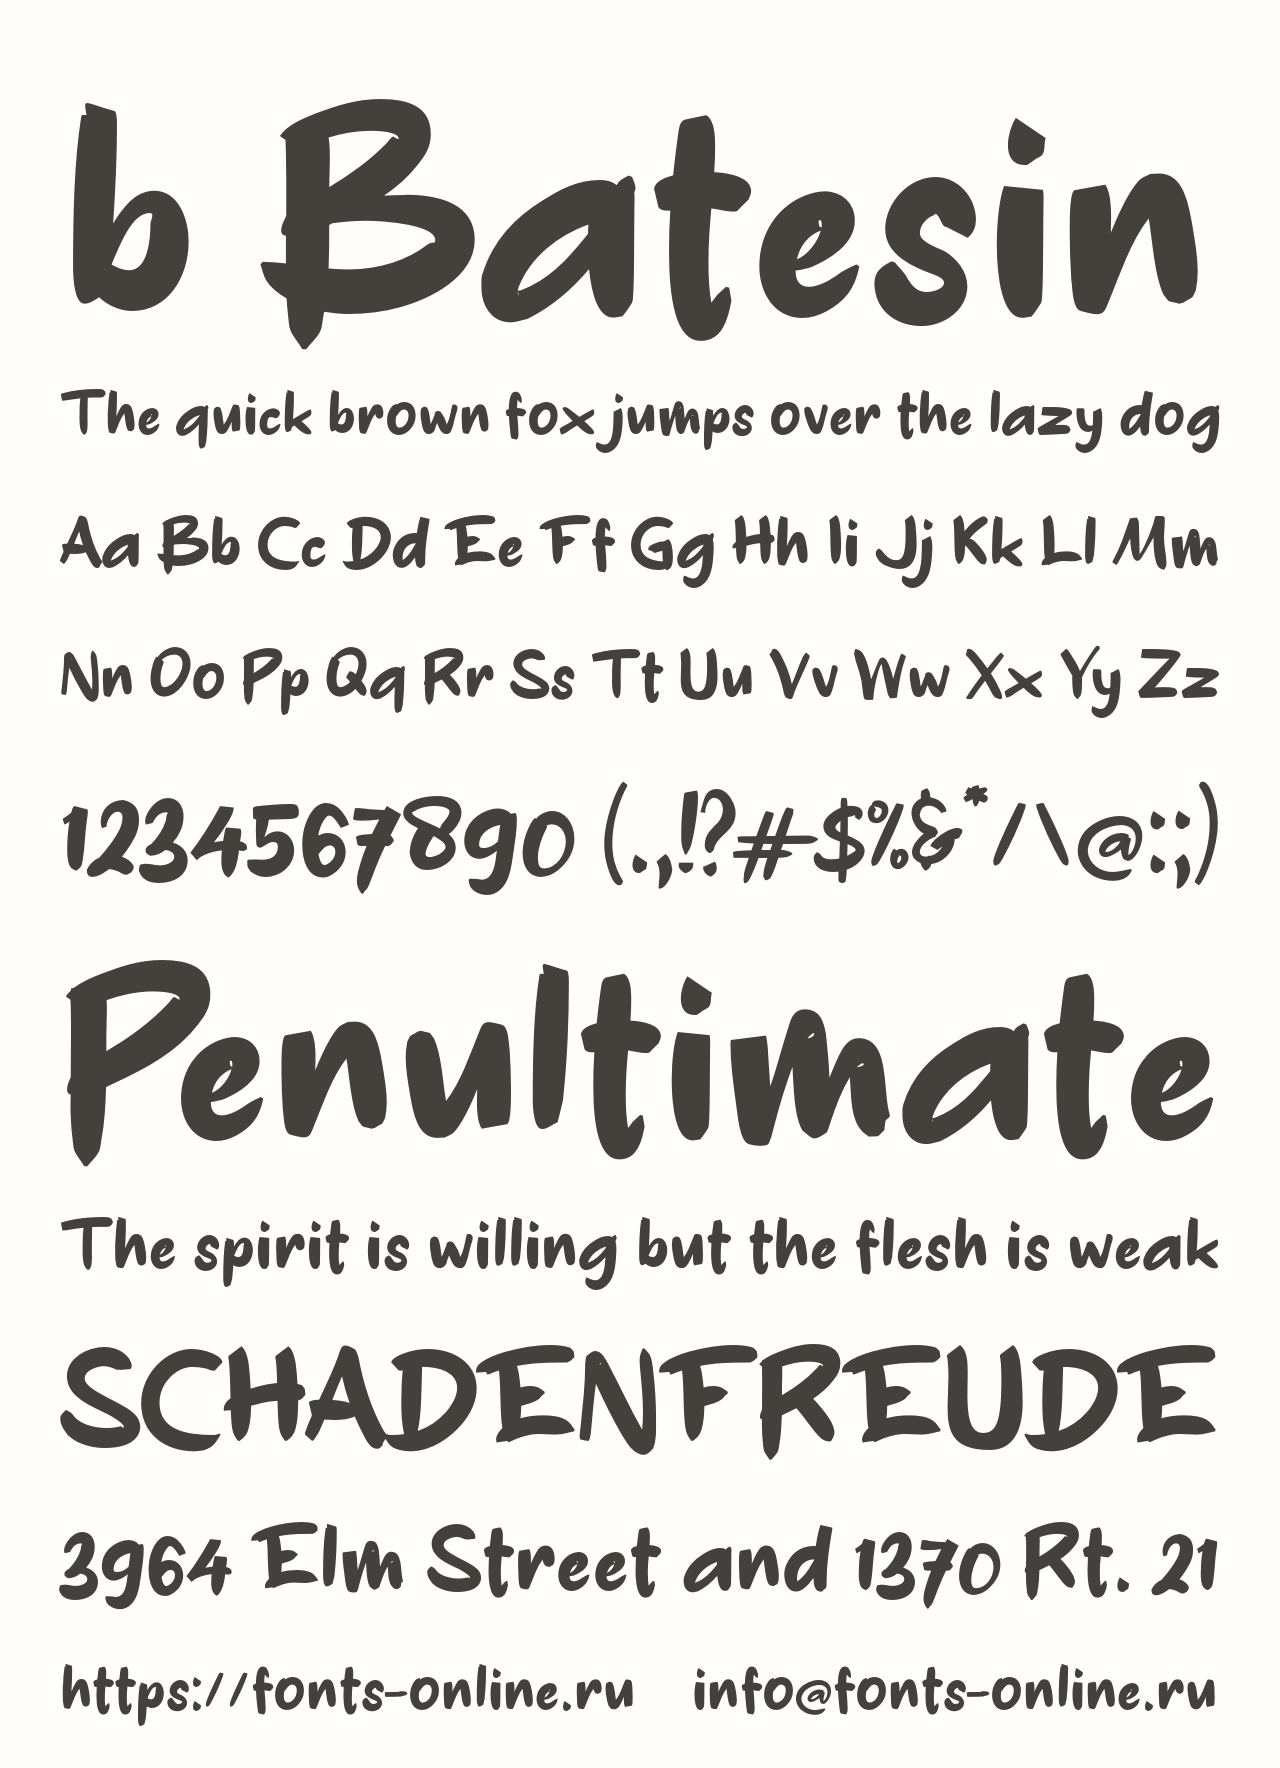 b Batesin
The quick brown fox jumps over the lazy dog
Aa Bb Cc Dd Ee Ff Gg Hh Ii Jj Kk Ll Mm
Nn Oo Pp Qq Rr Ss Tt Uu Vv Ww Xx Yy Zz
1234567890 (.,!?#$%&*/\@:;)
Penultimate
The spirit is willing but the flesh is weak
SCHADENFREUDE
3964 Elm Street and 1370 Rt. 21
https://fonts-online.ru info@fonts-online.ru